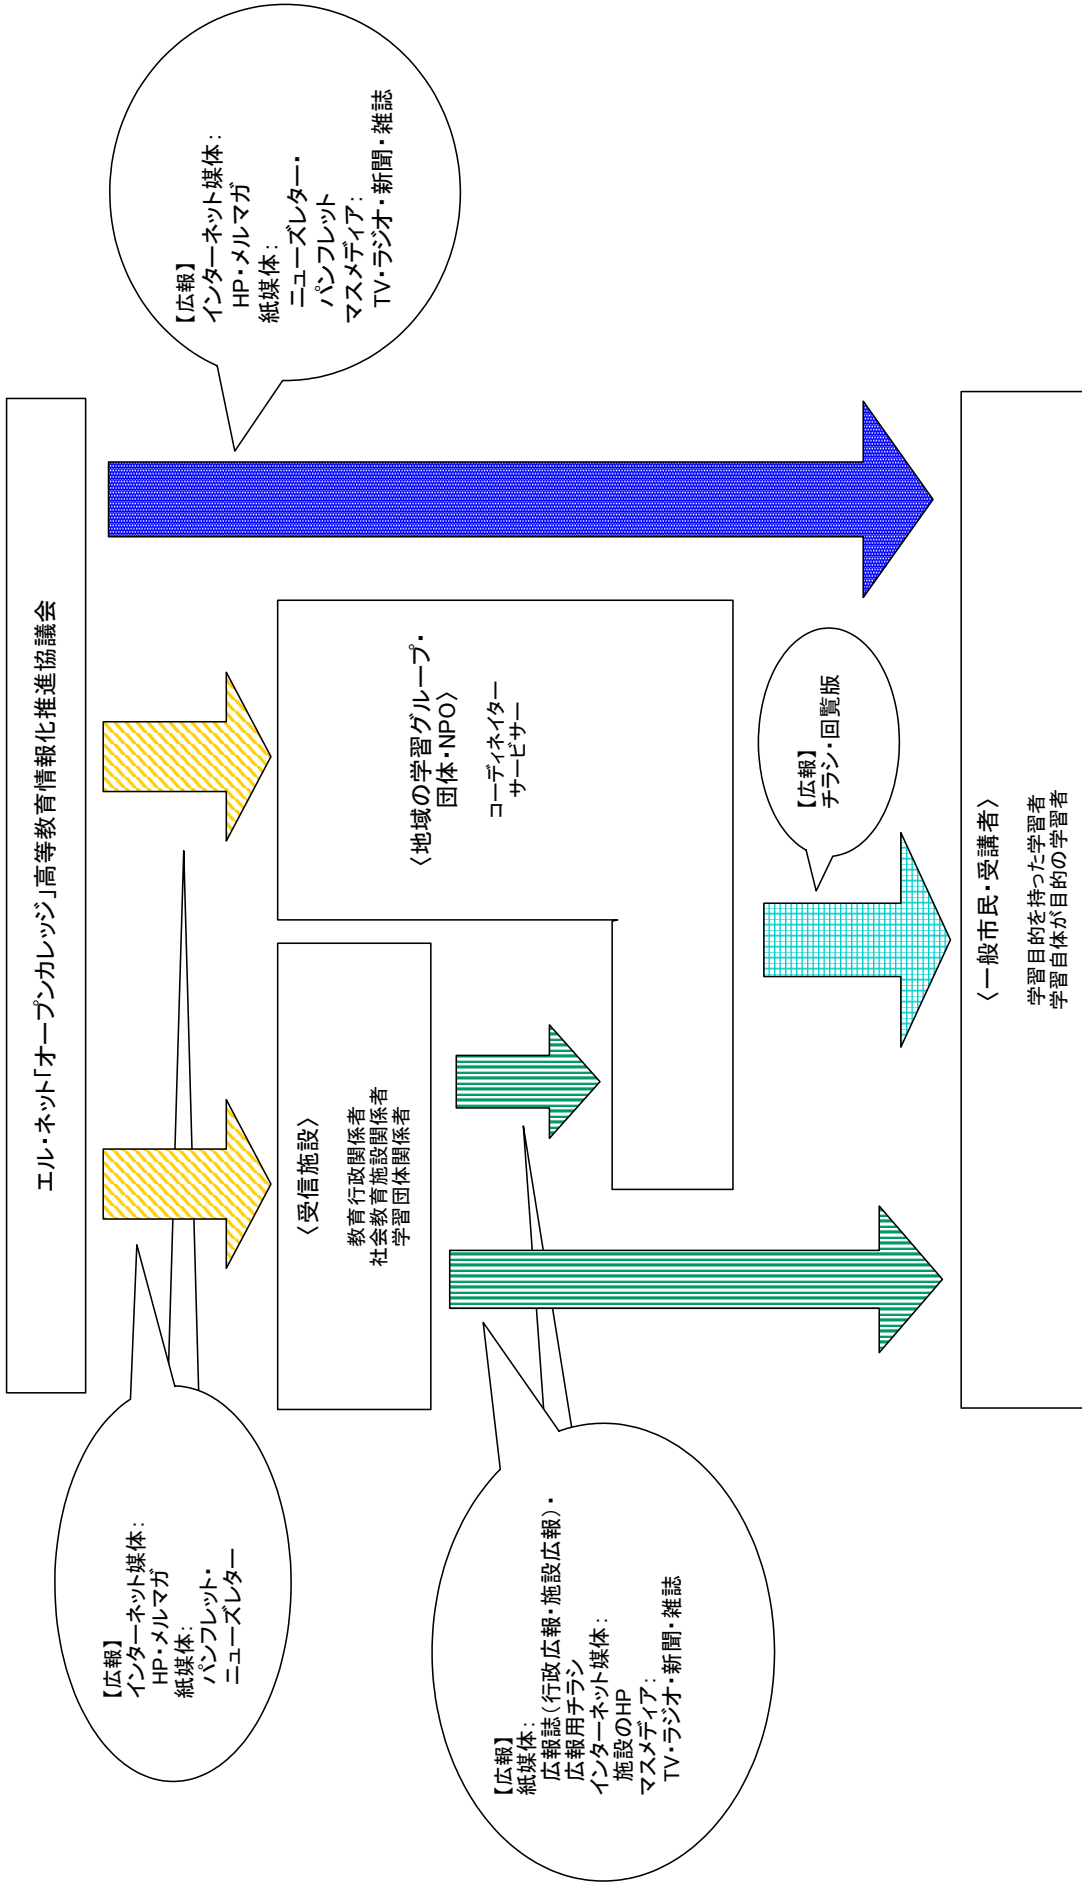 エル・ネット「オープンカレッジ」高等教育情報化推進協議会
【広報】
インターネット媒体：
HP・メルマガ
紙媒体：
パンフレット・
ニューズレター
【広報】
インターネット媒体：
HP・メルマガ
紙媒体：
ニューズレター・
パンフレット
マスメディア：
TV・ラジオ・新聞・雑誌
〈受信施設〉
教育行政関係者
社会教育施設関係者
学習団体関係者
〈地域の学習グループ・
団体・NPO〉
コーディネイター
サービサー
【広報】
紙媒体：
広報誌（行政広報・施設広報）・
広報用チラシ
インターネット媒体：
施設のHP
マスメディア：
TV・ラジオ・新聞・雑誌
【広報】
チラシ・回覧版
〈一般市民・受講者〉
学習目的を持った学習者
学習自体が目的の学習者